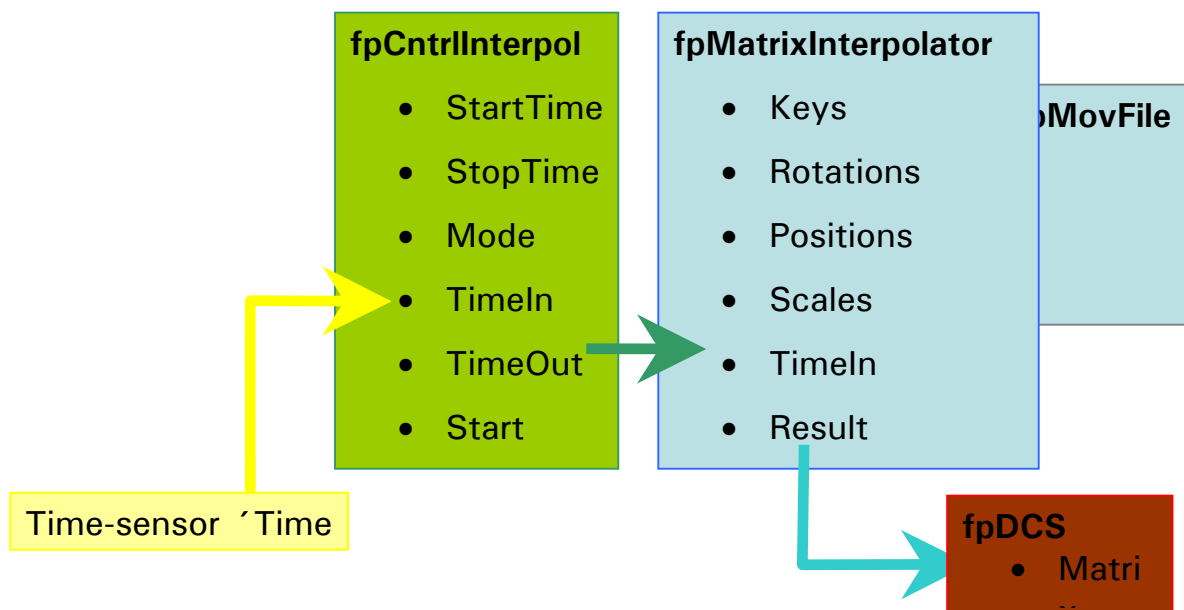 fpCntrlInterpol
• StartTime
• StopTime
• Mode
• TimeIn
• TimeOut
• Start
fpMatrixInterpolator
• Keys
• Rotations
• Positions
• Scales
• TimeIn
• Result
pMovFile
Time-sensor ´Time
fpDCS
• Matri